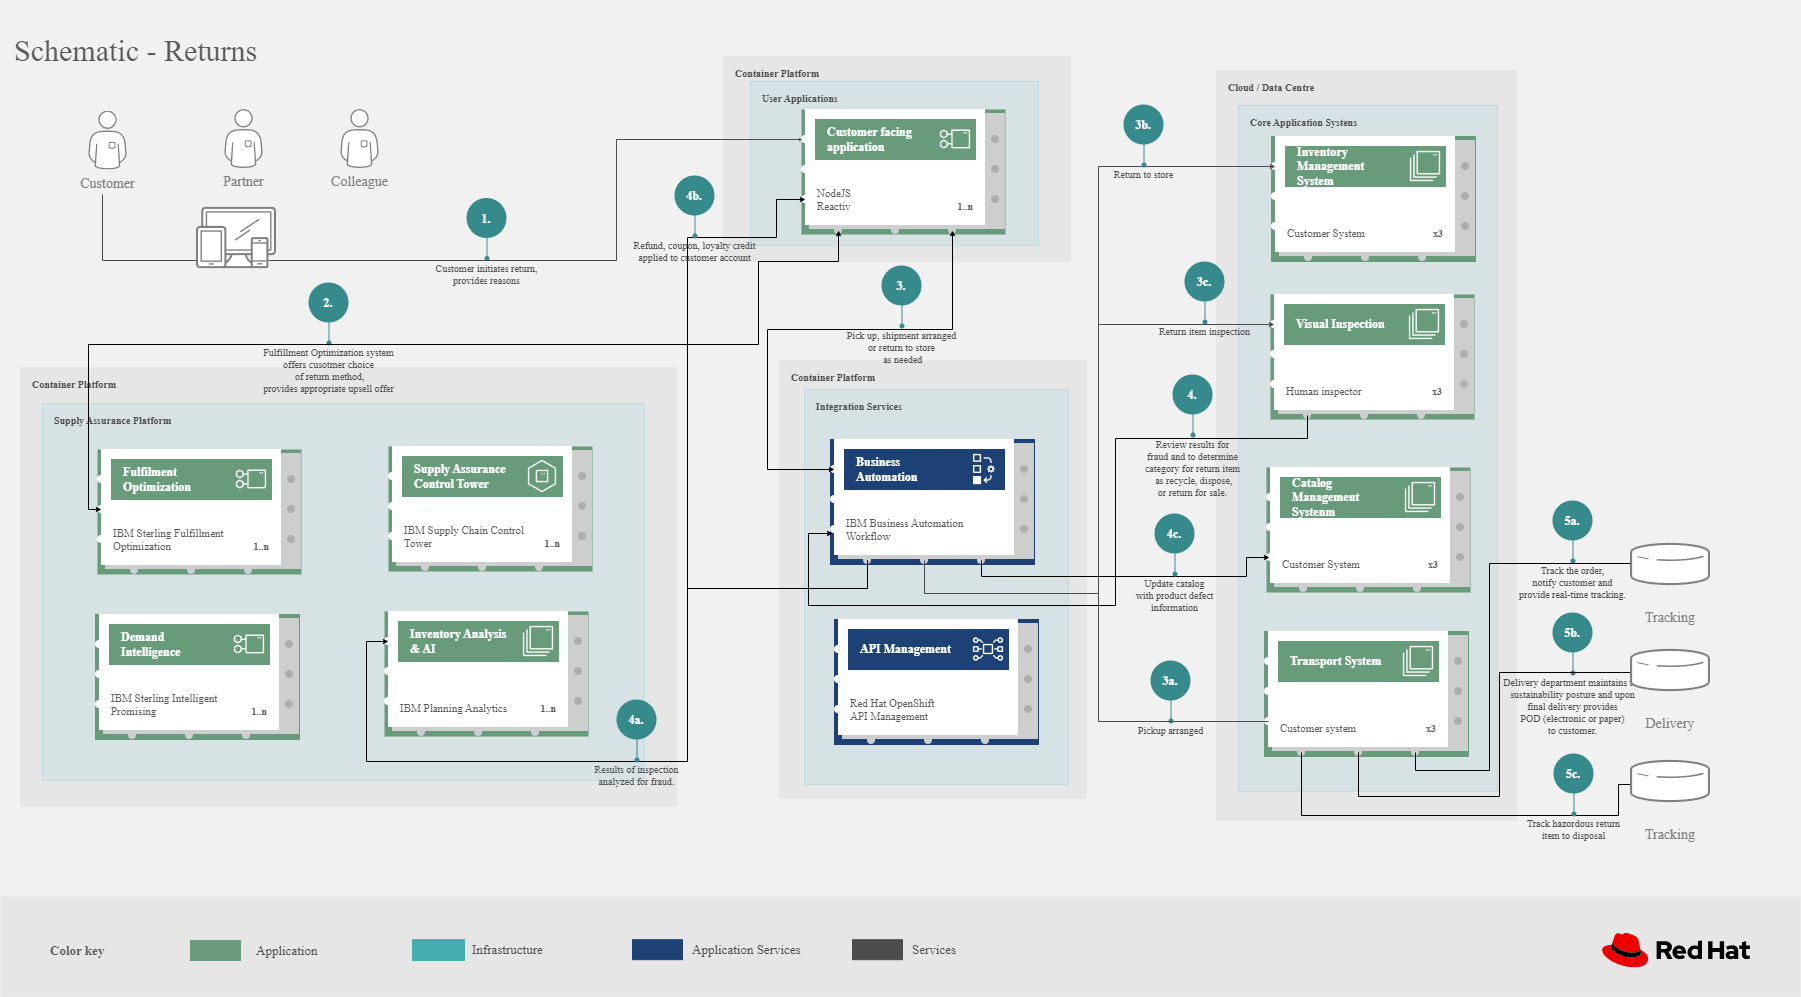 Schematic - Returns
Customer
Partner
Colleague
1.
Customer initiates return,
provides reasons
2.
Fulfillment Optimization system
offers cusotmer choice
of return method,
provides appropriate upsell offer
4b.
Refund, coupon, loyalty credit
applied to customer account
Container Platform
User Applications
Customer facing
application
NodeJS
Reactiv
1..n
3.
Pick up, shipment arranged
or return to store
as needed
Container Platform
Supply Assurance Platform
Fulfilment
Optimization
IBM Sterling Fulfillment
Optimization
1..n
Supply Assurance
Control Tower
IBM Supply Chain Control
Tower
1..n
Demand
Intelligence
IBM Sterling Intelligent
Promising
1..n
Inventory Analysis
& AI
IBM Planning Analytics
1..n
4a.
Results of inspection
analyzed for fraud.
Container Platform
Integration Services
Business
Automation
IBM Business Automation
Workflow
API Management
Red Hat OpenShift
API Management
3b.
Return to store
3c.
Return item inspection
4.
Review results for
fraud and to determine
category for return item
as recycle, dispose,
or return for sale.
4c.
Update catalog
with product defect
information
3a.
Pickup arranged
Cloud / Data Centre
Core Application Systens
Inventory
Management
System
Customer System
x3
Visual Inspection
Human inspector
x3
Catalog
Management
Systenm
Customer System
x3
Transport System
Customer system
x3
5a.
Track the order,
notify customer and
provide real-time tracking.
Tracking
5b.
Delivery department maintains
sustainability posture and upon
final delivery provides
POD (electronic or paper)
to customer.
Delivery
5c.
Track hazordous return
item to disposal
Tracking
Color key
Application
Infrastructure
Application Services
Services
Red Hat